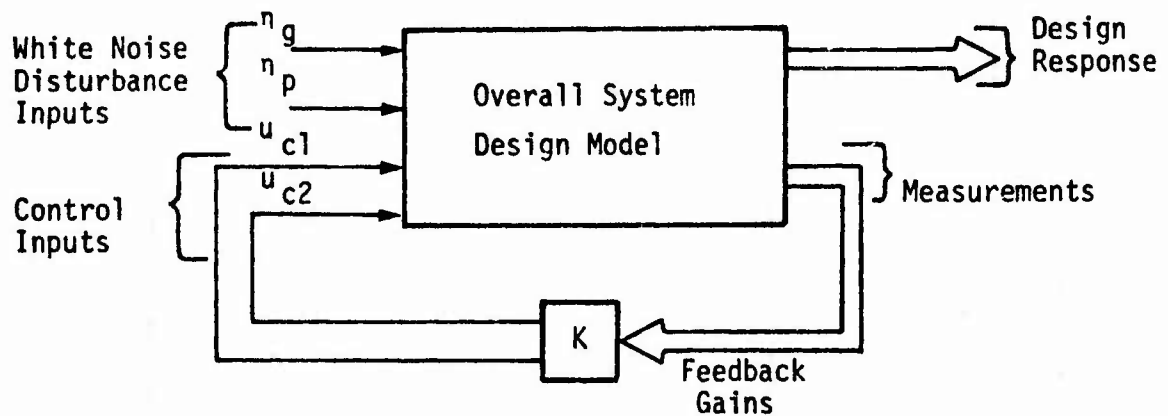 White Noise
Disturbance
Inputs
η g
η p
u c1
u c2
Control
Inputs
Overall System
Design Model
Design
Response
Measurements
K
Feedback
Gains